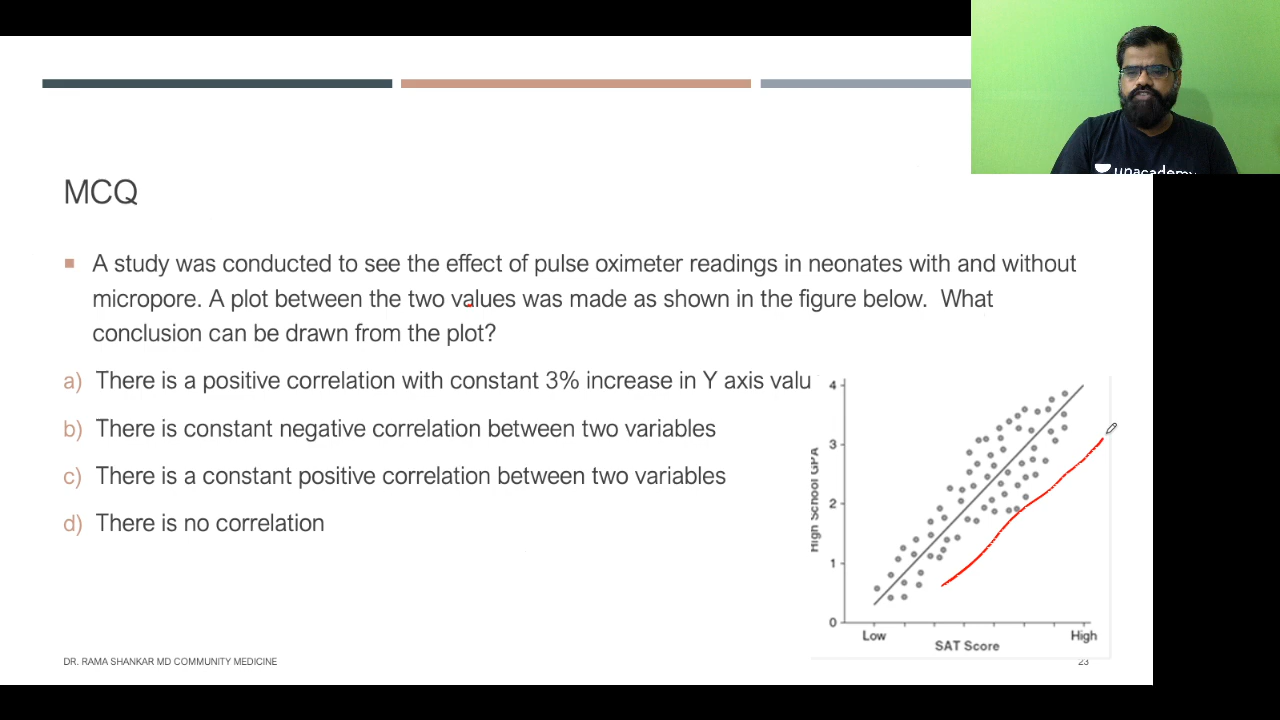 unacademy
MCQ
A study was conducted to see the effect of pulse oximeter readings in neonates with and without
micropore. A plot between the two values was made as shown in the figure below. What
conclusion can be drawn from the plot?
a) There is a positive correlation with constant 3% increase in Y axis valu
b) There is constant negative correlation between two variables
c) There is a constant positive correlation between two variables
d) There is no correlation
4
3
2
1
0
High School GPA
Low
High
SAT Score
DR. RAMA SHANKAR MD COMMUNITY MEDICINE
23